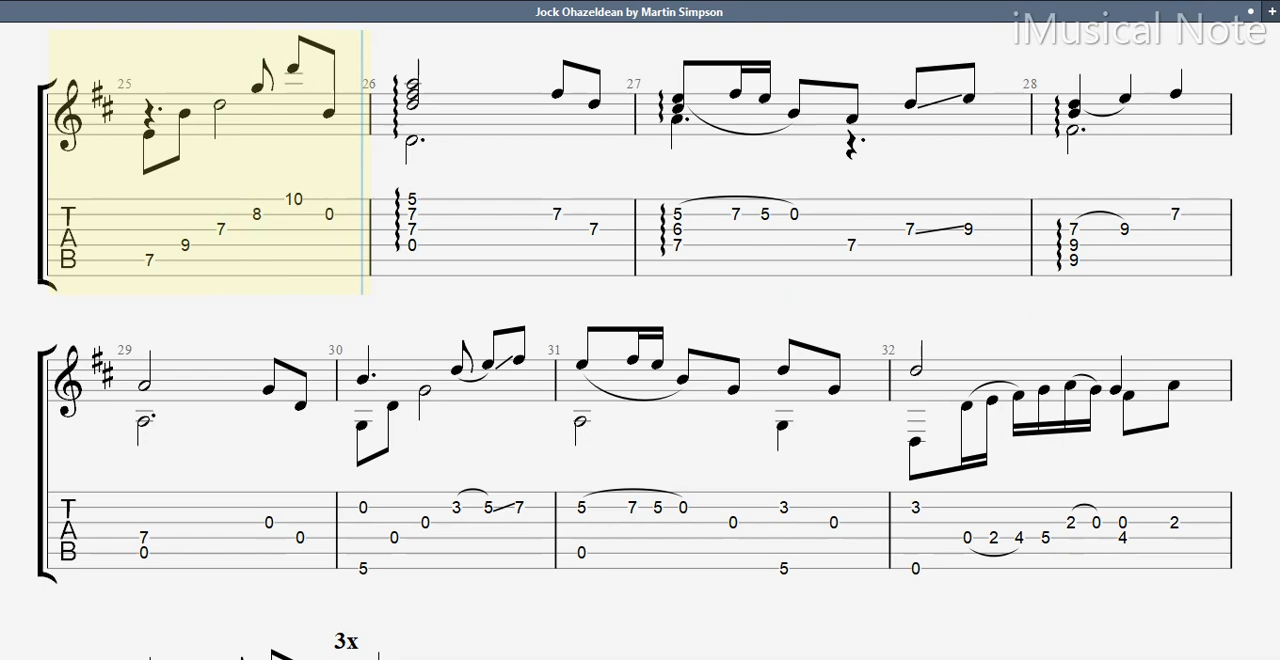 Jock Ohazeldean by Martin Simpson
iMusical Note
25 26 27 28
10 5 5 7 5 0 7
8 0 7 7
7 7 7 6 7 9 7 9
9 0 7 7 9
7 9
T
A
B
29 30 31 32
0 3 5 7 5 7 5 0 3 3
0 0 0 0 2 0 0 2
7 0 0 0 2 4 5 4
0 0
5 5 0
T
A
B
3x